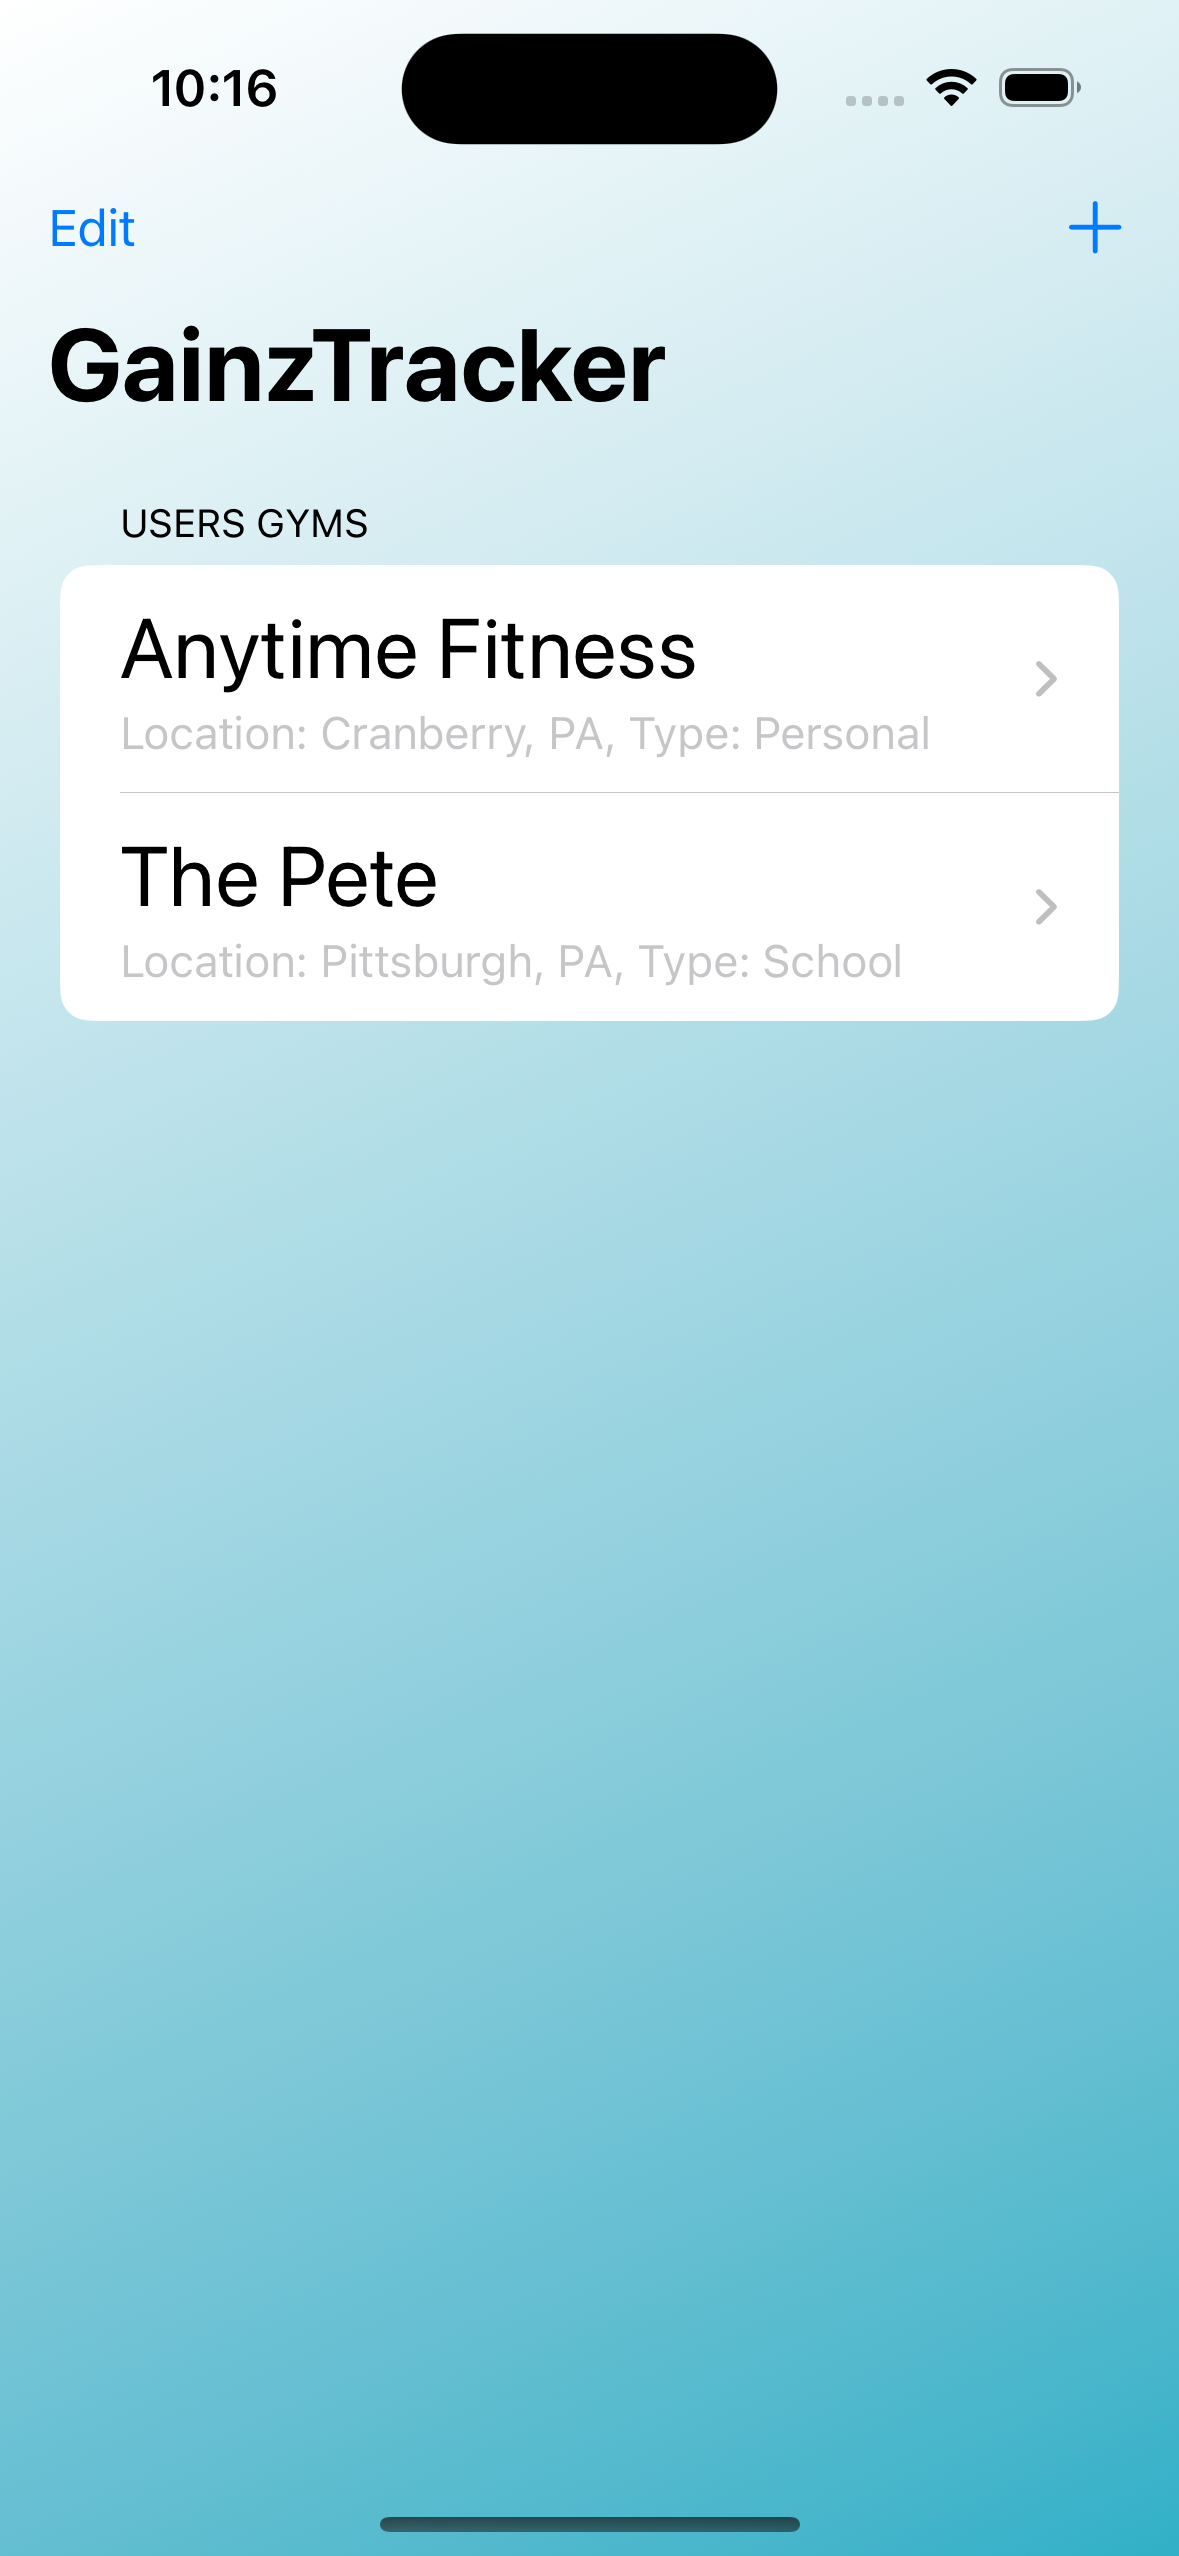 10:16
Edit
GainzTracker
USERS GYMS
Anytime Fitness
Location: Cranberry, PA, Type: Personal
The Pete
Location: Pittsburgh, PA, Type: School